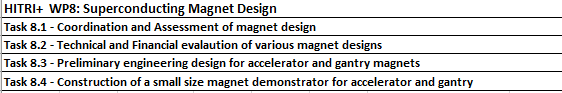 HITRI+ WP8: Superconducting Magnet Design
Task 8.1 - Coordination and Assessment of magnet design
Task 8.2 - Technical and Financial evalaution of various magnet designs
Task 8.3 - Preliminary engineering design for accelerator and gantry magnets
Task 8.4 - Construction of a small size magnet demonstrator for accelerator and gantry